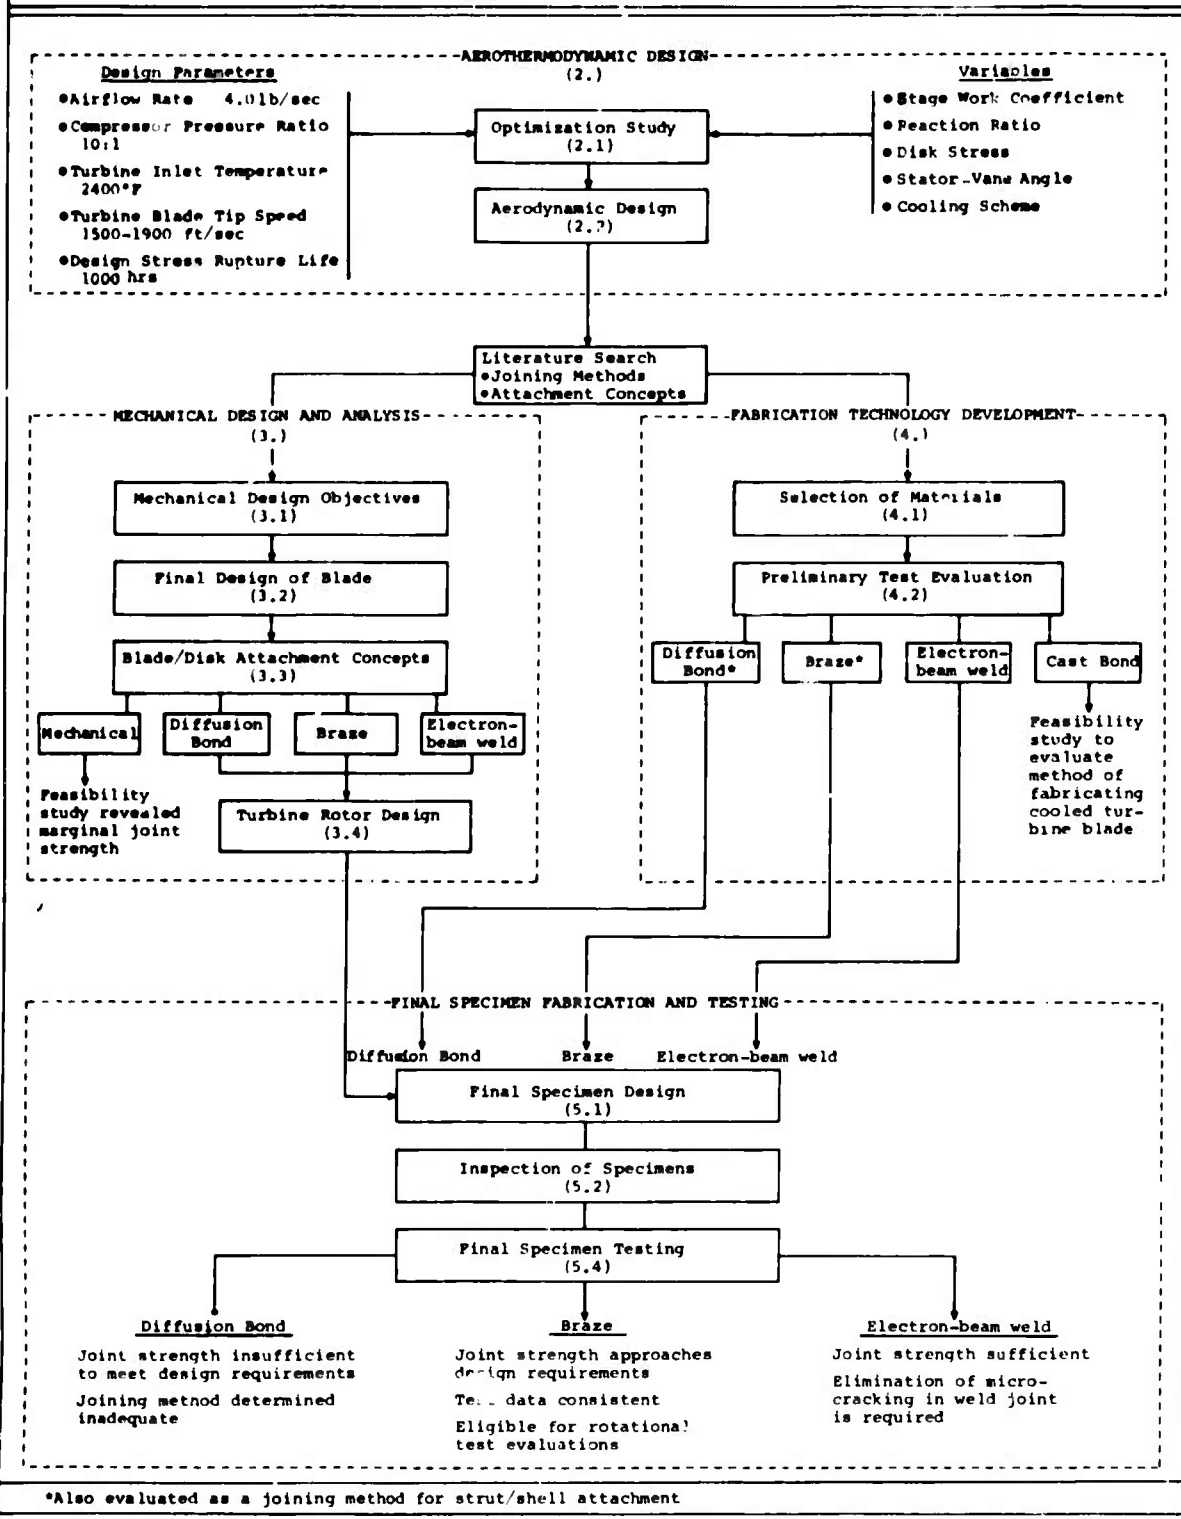 AEROTHERMODYNAMIC DESIGN
(2.)
Design Parameters
●Airflow Rate 4.0lb/sec
●Compressor Pressure Ratio
10:1
●Turbine Inlet Temperature
2400°F
●Turbine Blade Tip Speed
1500-1900 ft/sec
●Design Stress Rupture Life
1000 hrs
Optimization Study
(2.1)
Aerodynamic Design
(2.2)
Variables
●Stage Work Coefficient
●Reaction Ratio
●Disk Stress
●Stator-Vane Angle
●Cooling Scheme
Literature Search
●Joining Methods
●Attachment Concepts
MECHANICAL DESIGN AND ANALYSIS
(3.)
Mechanical Design Objectives
(3.1)
Final Design of Blade
(3.2)
Blade/Disk Attachment Concepts
(3.3)
Mechanical
Diffusion
Bond
Braze
Electron-
beam weld
Feasibility
study revealed
marginal joint
strength
Turbine Rotor Design
(3.4)
FABRICATION TECHNOLOGY DEVELOPMENT
(4.)
Selection of Materials
(4.1)
Preliminary Test Evaluation
(4.2)
Diffusion
Bond*
Braze*
Electron-
beam weld
Cast Bond
Feasibility
study to
evaluate
method of
fabricating
cooled tur-
bine blade
FINAL SPECIMEN FABRICATION AND TESTING
Diffusion Bond
Braze
Electron-beam weld
Final Specimen Design
(5.1)
Inspection of Specimens
(5.2)
Final Specimen Testing
(5.4)
Diffusion Bond
Joint strength insufficient
to meet design requirements
Joining method determined
inadequate
Braze
Joint strength approaches
design requirements
data consistent
Eligible for rotational
test evaluations
Electron-beam weld
Joint strength sufficient
Elimination of micro-
cracking in weld joint
is required
*Also evaluated as a joining method for strut/shell attachment